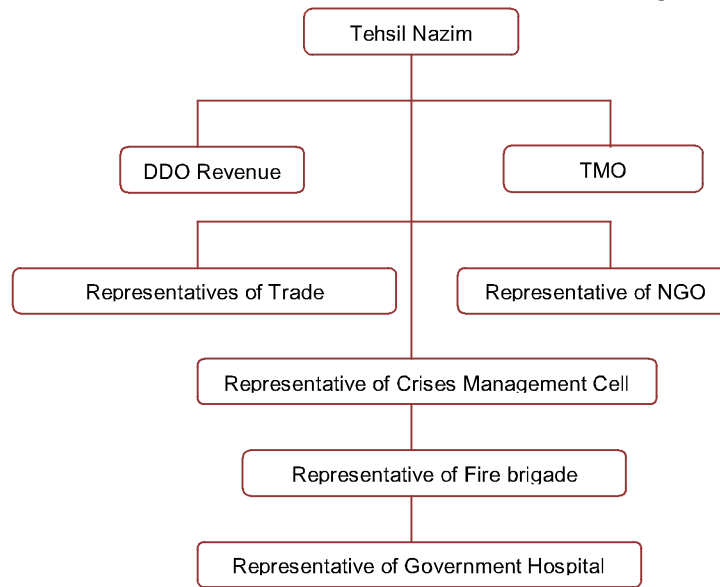 Tehsil Nazim
DDO Revenue
TMO
Representatives of Trade
Representative of NGO
Representative of Crises Management Cell
Representative of Fire brigade
Representative of Government Hospital